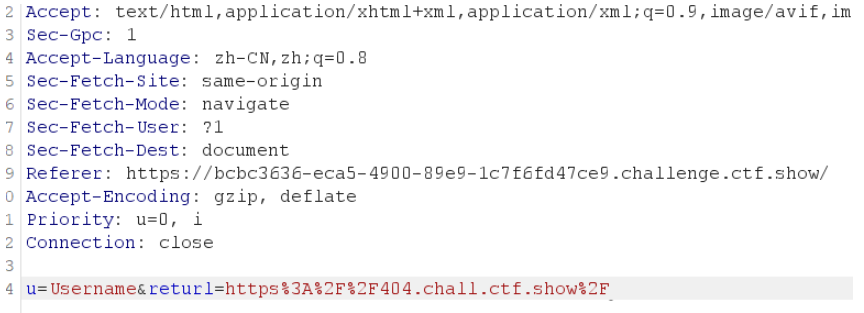 2 Accept: text/html,application/xhtml+xml,application/xml;q=0.9,image/avif,im
3 Sec-Gpc: 1
4 Accept-Language: zh-CN,zh;q=0.8
5 Sec-Fetch-Site: same-origin
6 Sec-Fetch-Mode: navigate
7 Sec-Fetch-User: ?1
8 Sec-Fetch-Dest: document
9 Referer: https://bcbc3636-eca5-4900-89e9-1c7f6fd47ce9.challenge.ctf.show/
0 Accept-Encoding: gzip, deflate
1 Priority: u=0, i
2 Connection: close
3
4 u=Username&returl=https%3A%2F%2F404.chall.ctf.show%2F